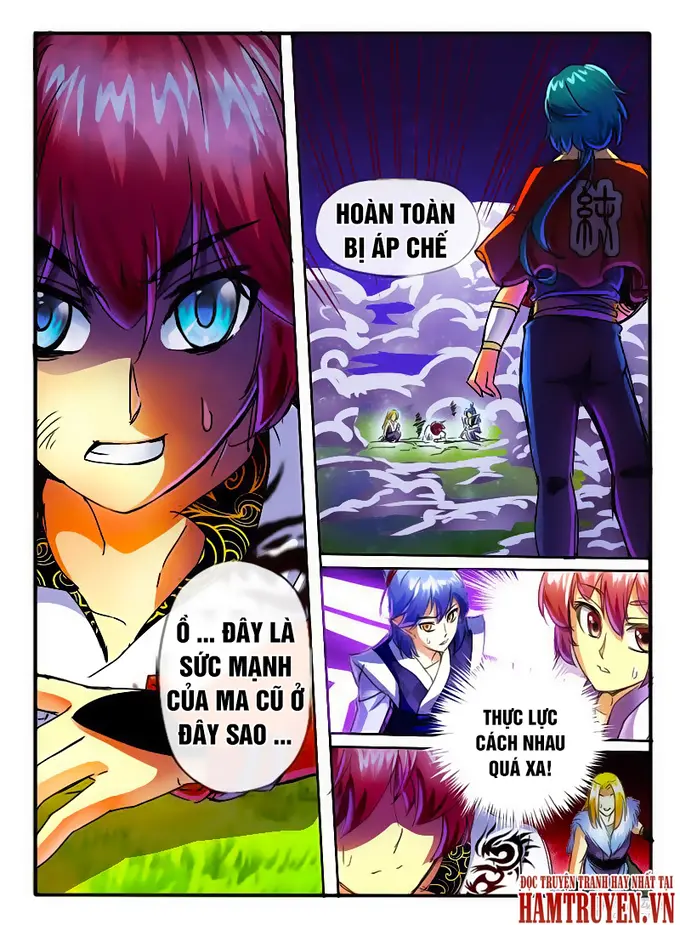 HOÀN TOÀN
BỊ ÁP CHẾ
純
Ồ ... ĐÂY LÀ
SỨC MẠNH
CỦA MA CŨ Ở
ĐÂY SAO ...
THỰC LỰC
CÁCH NHAU
QUÁ XA!
ĐỌC TRUYỆN TRANH HAY NHẤT TẠI
HAMTRUYEN.VN